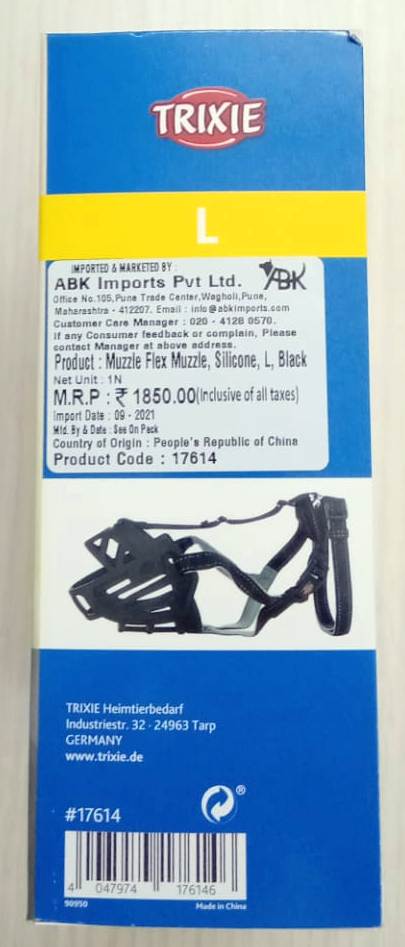 TRIXIE
L
IMPORTED & MARKETED BY :
ABK Imports Pvt Ltd.
ABK
Office No.105,Pune Trade Center,Wagholi,Pune,
Maharashtra - 412207. Email : info@abkimports.com
Customer Care Manager : 020 - 4128 0570.
If any Consumer feedback or complain, Please
contact Manager at above address.
Product : Muzzle Flex Muzzle, Silicone, L, Black
Net Unit : 1N
M.R.P : ₹ 1850.00(Inclusive of all taxes)
Import Date : 09 - 2021
Mfd. By & Date : See On Pack
Country of Origin : People's Republic of China
Product Code : 17614
TRIXIE Heimtierbedarf
Industriestr. 32 · 24963 Tarp
GERMANY
www.trixie.de
#17614
®
4 047974 176146
90950
Made in China